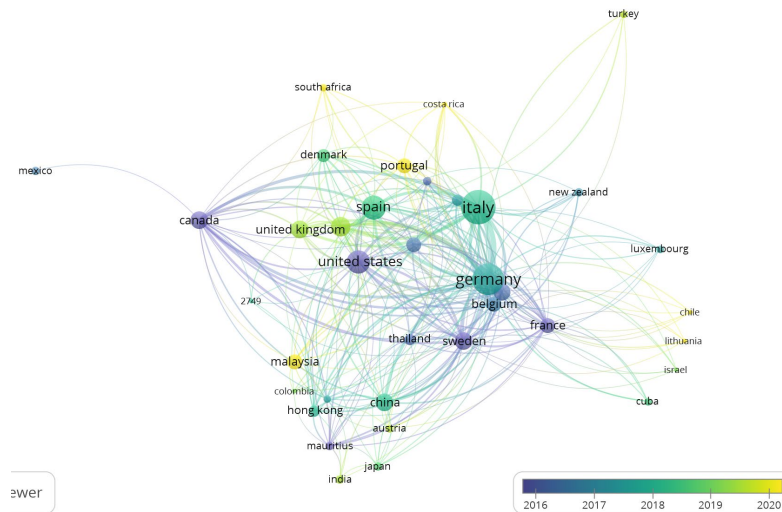 turkey
south africa
costa rica
denmark
portugal
mexico
new zealand
spain
italy
canada
united kingdom
luxembourg
united states
germany
2749
belgium
chile
france
thailand
sweden
lithuania
malaysia
israel
colombia
china
cuba
hong kong
austria
mauritius
japan
india
ewer
2016 2017 2018 2019 2020